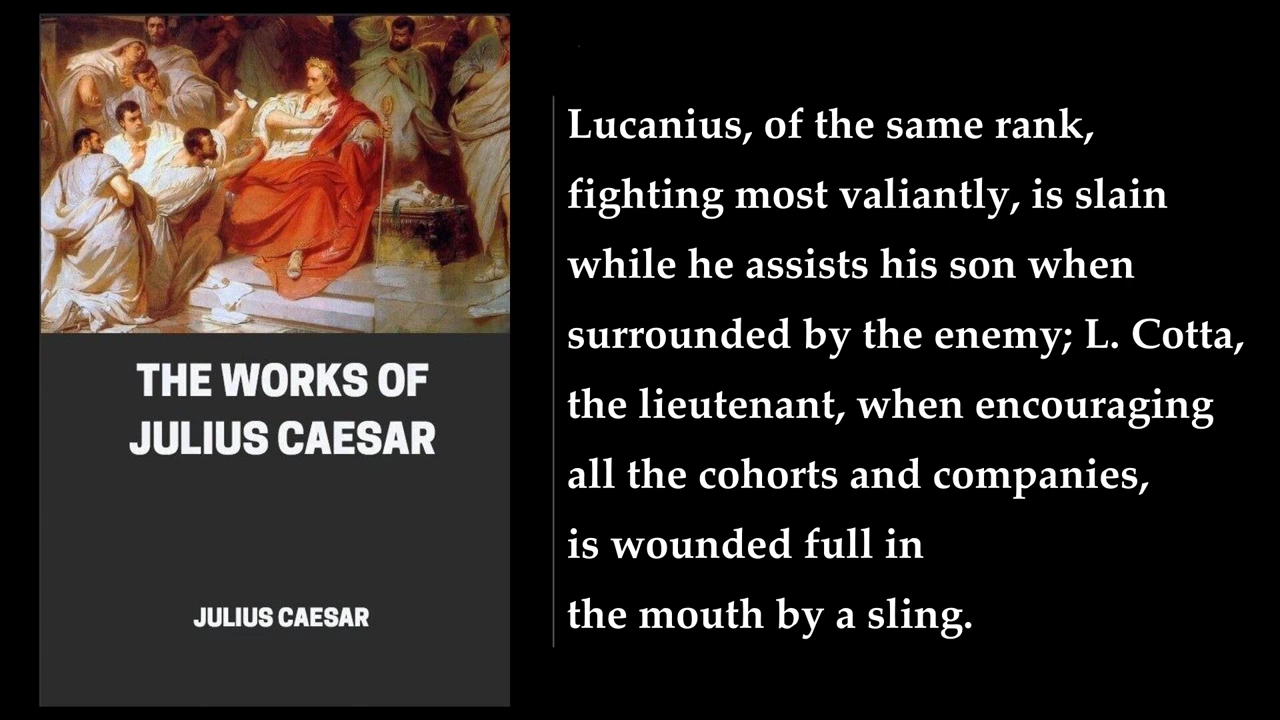 THE WORKS OF
JULIUS CAESAR
JULIUS CAESAR
Lucanius, of the same rank,
fighting most valiantly, is slain
while he assists his son when
surrounded by the enemy; L. Cotta,
the lieutenant, when encouraging
all the cohorts and companies,
is wounded full in
the mouth by a sling.